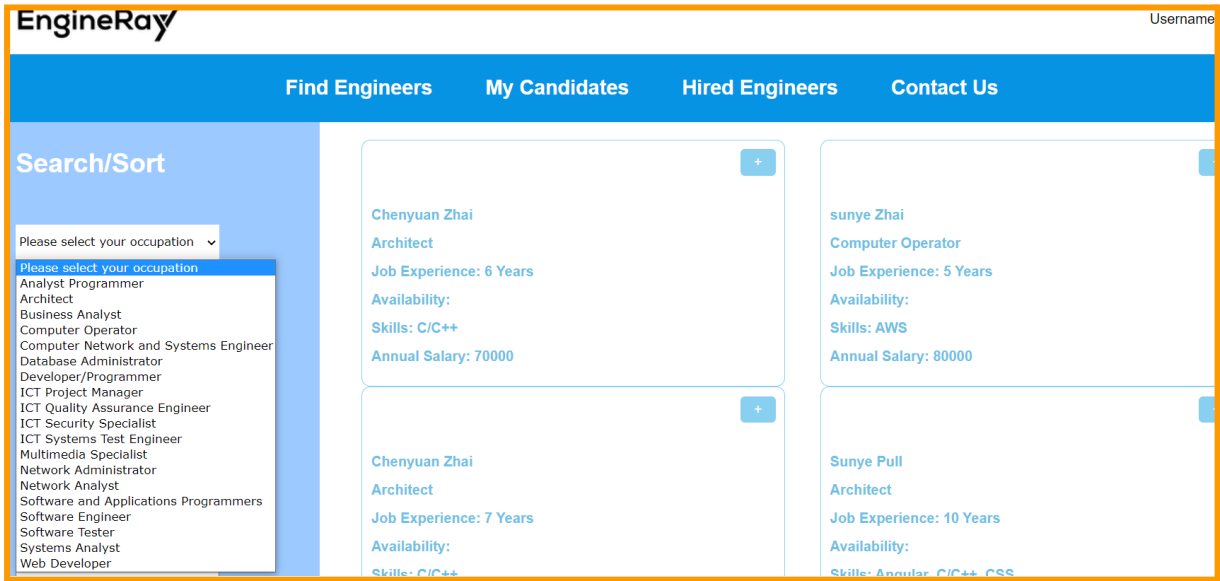 EngineRay
Username
Find Engineers
My Candidates
Hired Engineers
Contact Us
Search/Sort
Please select your occupation
Please select your occupation
Analyst Programmer
Architect
Business Analyst
Computer Operator
Computer Network and Systems Engineer
Database Administrator
Developer/Programmer
ICT Project Manager
ICT Quality Assurance Engineer
ICT Security Specialist
ICT Systems Test Engineer
Multimedia Specialist
Network Administrator
Network Analyst
Software and Applications Programmers
Software Engineer
Software Tester
Systems Analyst
Web Developer
+
Chenyuan Zhai
Architect
Job Experience: 6 Years
Availability:
Skills: C/C++
Annual Salary: 70000
sunye Zhai
Computer Operator
Job Experience: 5 Years
Availability:
Skills: AWS
Annual Salary: 80000
+
Chenyuan Zhai
Architect
Job Experience: 7 Years
Availability:
Skills: C/C++
Sunye Pull
Architect
Job Experience: 10 Years
Availability:
Skills: Angular, C/C++, CSS